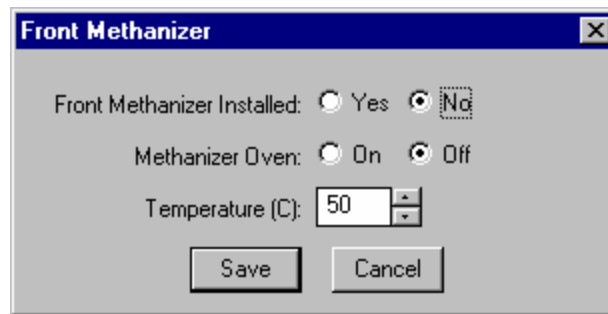 Front Methanizer
Front Methanizer Installed: Yes No
Methanizer Oven: On Off
Temperature (C): 50
Save Cancel